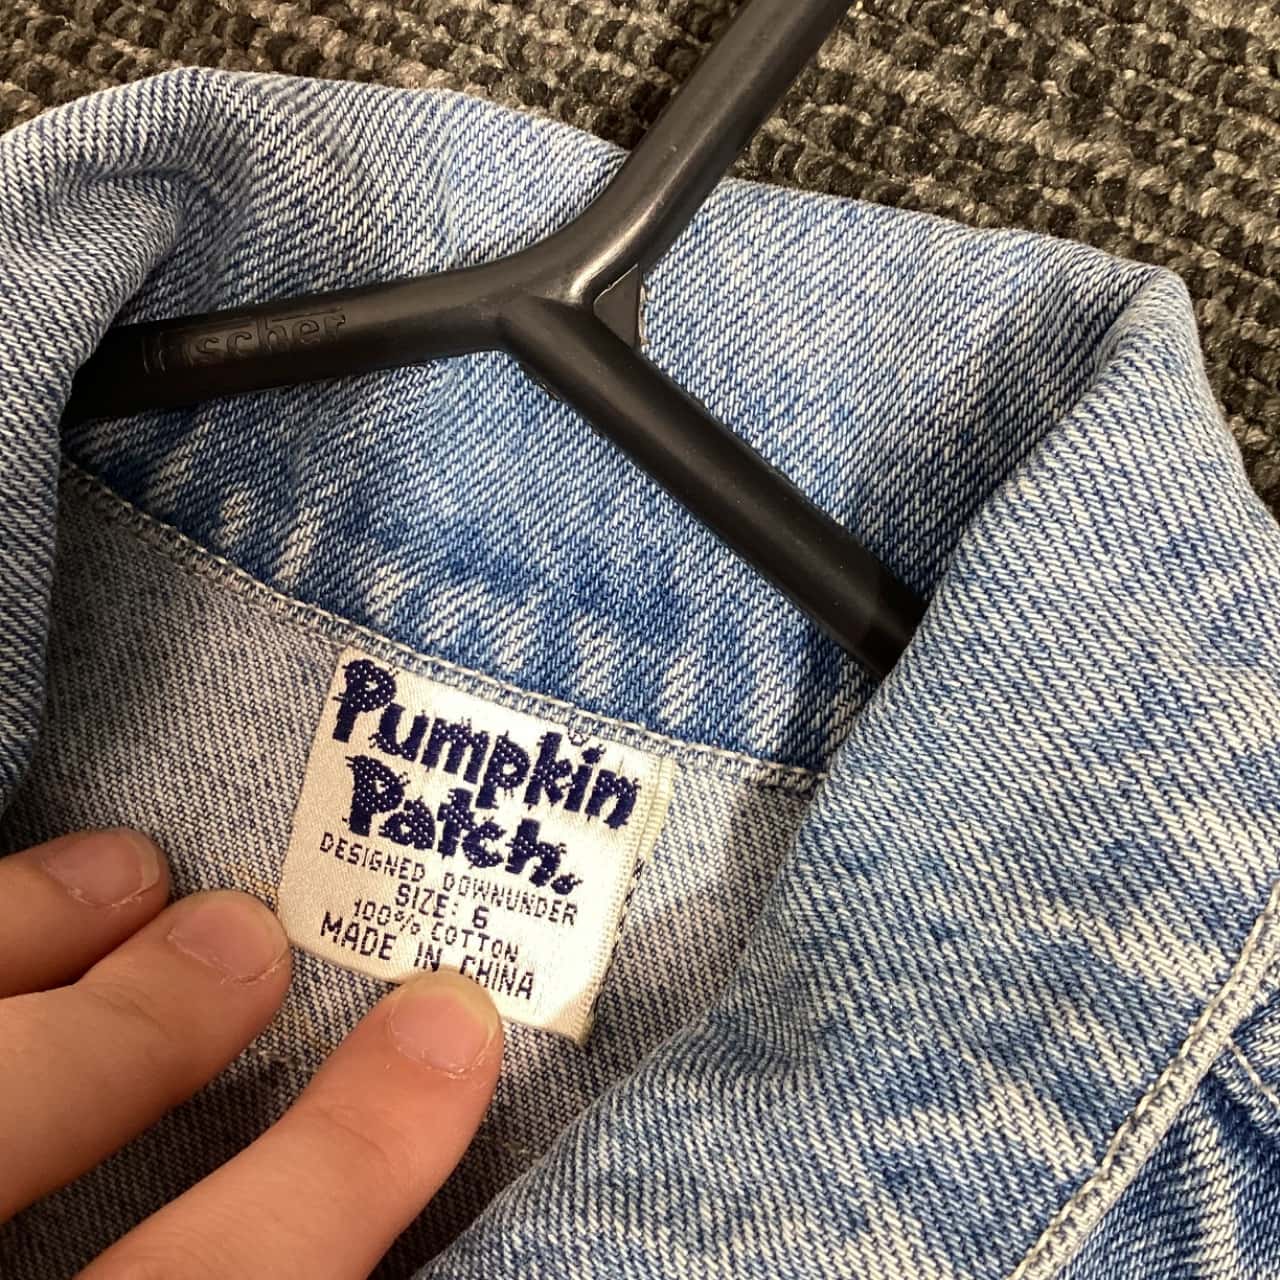 Pumpkin
Patch.
DESIGNED DOWNUNDER
SIZE: 6
100% COTTON
MADE IN CHINA